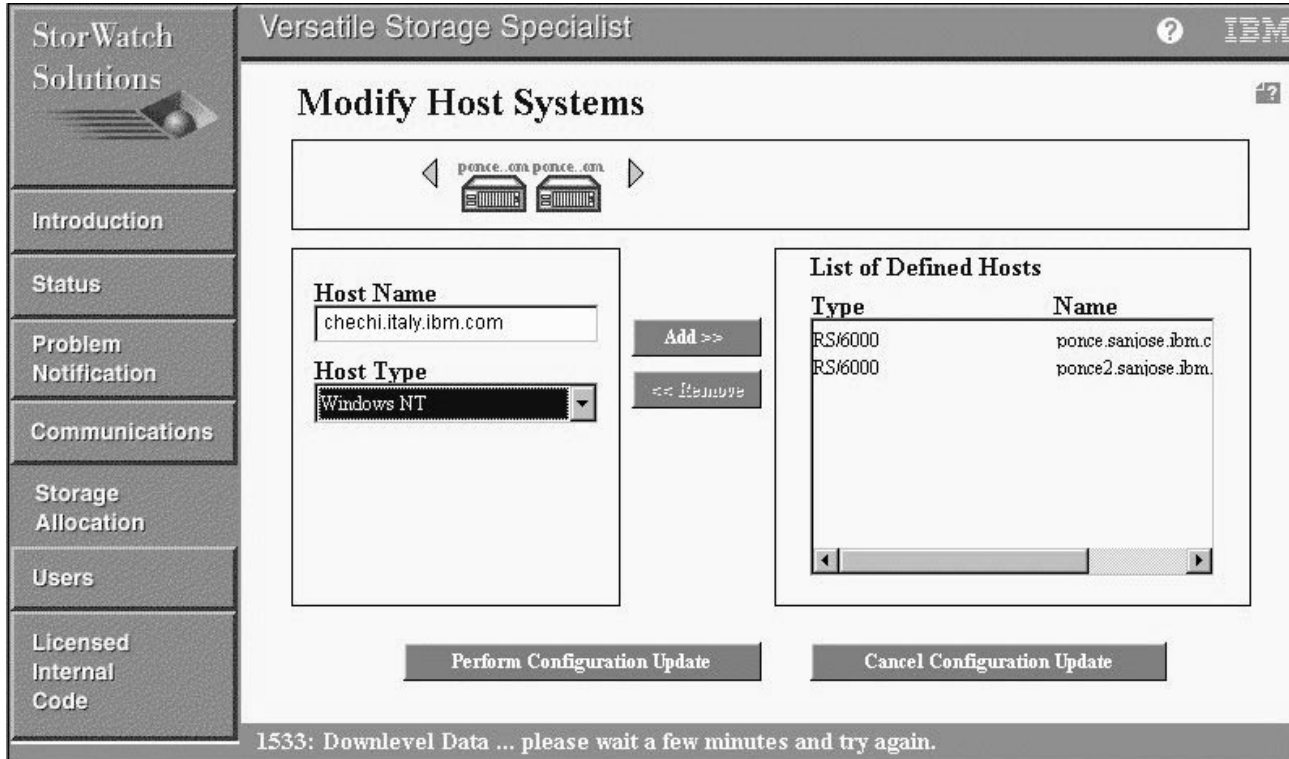 StorWatch
Solutions
Versatile Storage Specialist
?
IBM
Introduction
Status
Problem
Notification
Communications
Storage
Allocation
Users
Licensed
Internal
Code
Modify Host Systems
?
ponce..om ponce..om
Host Name
chechi.italy.ibm.com
Host Type
Windows NT
Add >>
<< Remove
List of Defined Hosts
Type Name
RS/6000 ponce.sanjose.ibm.c
RS/6000 ponce2.sanjose.ibm.
Perform Configuration Update
Cancel Configuration Update
1533: Downlevel Data ... please wait a few minutes and try again.